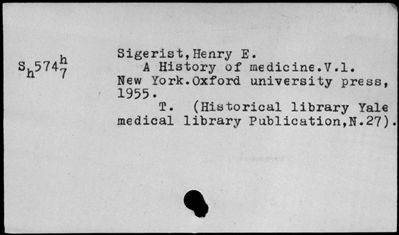 Sigerist,Henry E.
Sh574h/7
A History of medicine.V.1.
New York.Oxford university press,
1955.
T. (Historical library Yale
medical library Publication,N.27).